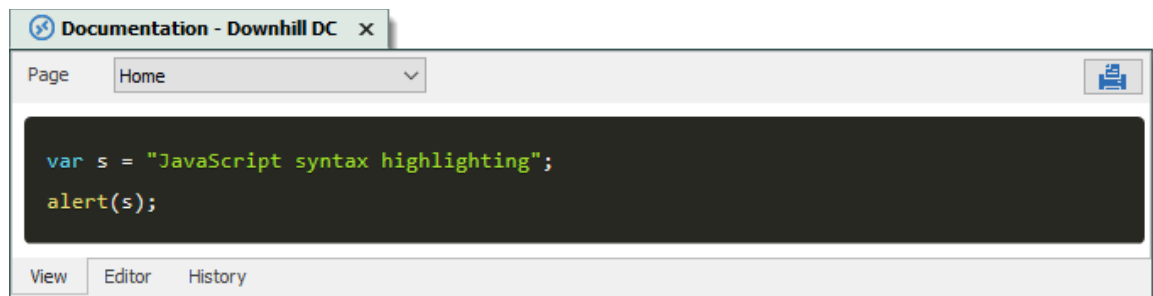 Documentation - Downhill DC x
Page Home
var s = "JavaScript syntax highlighting";
alert(s);
View Editor History